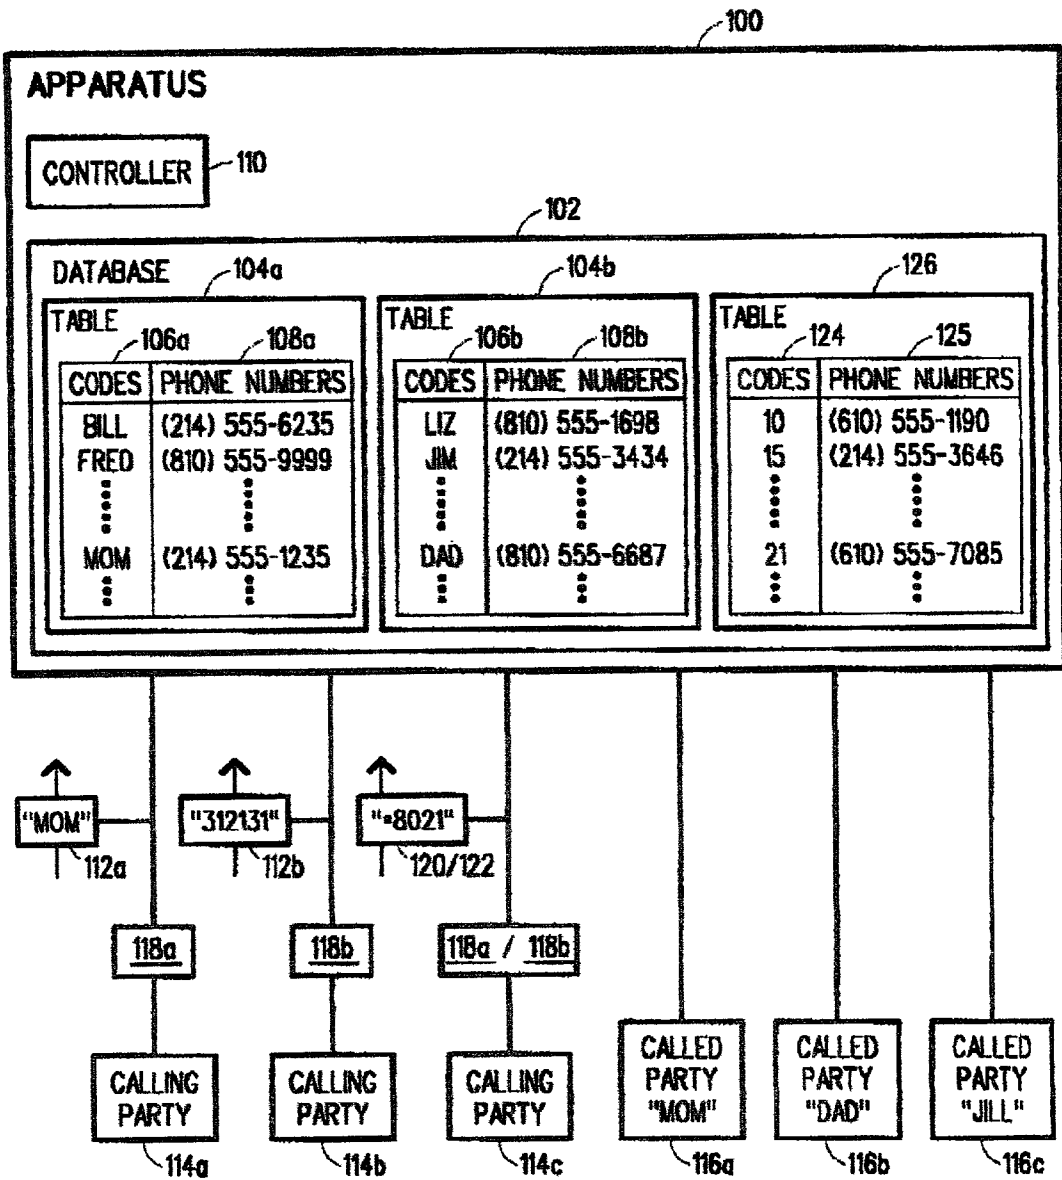 100
APPARATUS
CONTROLLER
110
102
DATABASE
104a
104b
126
TABLE
TABLE
TABLE
106a
108a
106b
108b
124
125
CODES PHONE NUMBERS
CODES PHONE NUMBERS
CODES PHONE NUMBERS
BILL (214) 555-6235
LIZ (810) 555-1698
10 (610) 555-1190
FRED (810) 555-9999
JIM (214) 555-3434
15 (214) 555-3646
MOM (214) 555-1235
DAD (810) 555-6687
21 (610) 555-7085
"MOM"
"312131"
"*8021"
112a
112b
120/122
118a
118b
118a / 118b
CALLING
PARTY
CALLING
PARTY
CALLING
PARTY
CALLED
PARTY
"MOM"
CALLED
PARTY
"DAD"
CALLED
PARTY
"JILL"
114a
114b
114c
116a
116b
116c